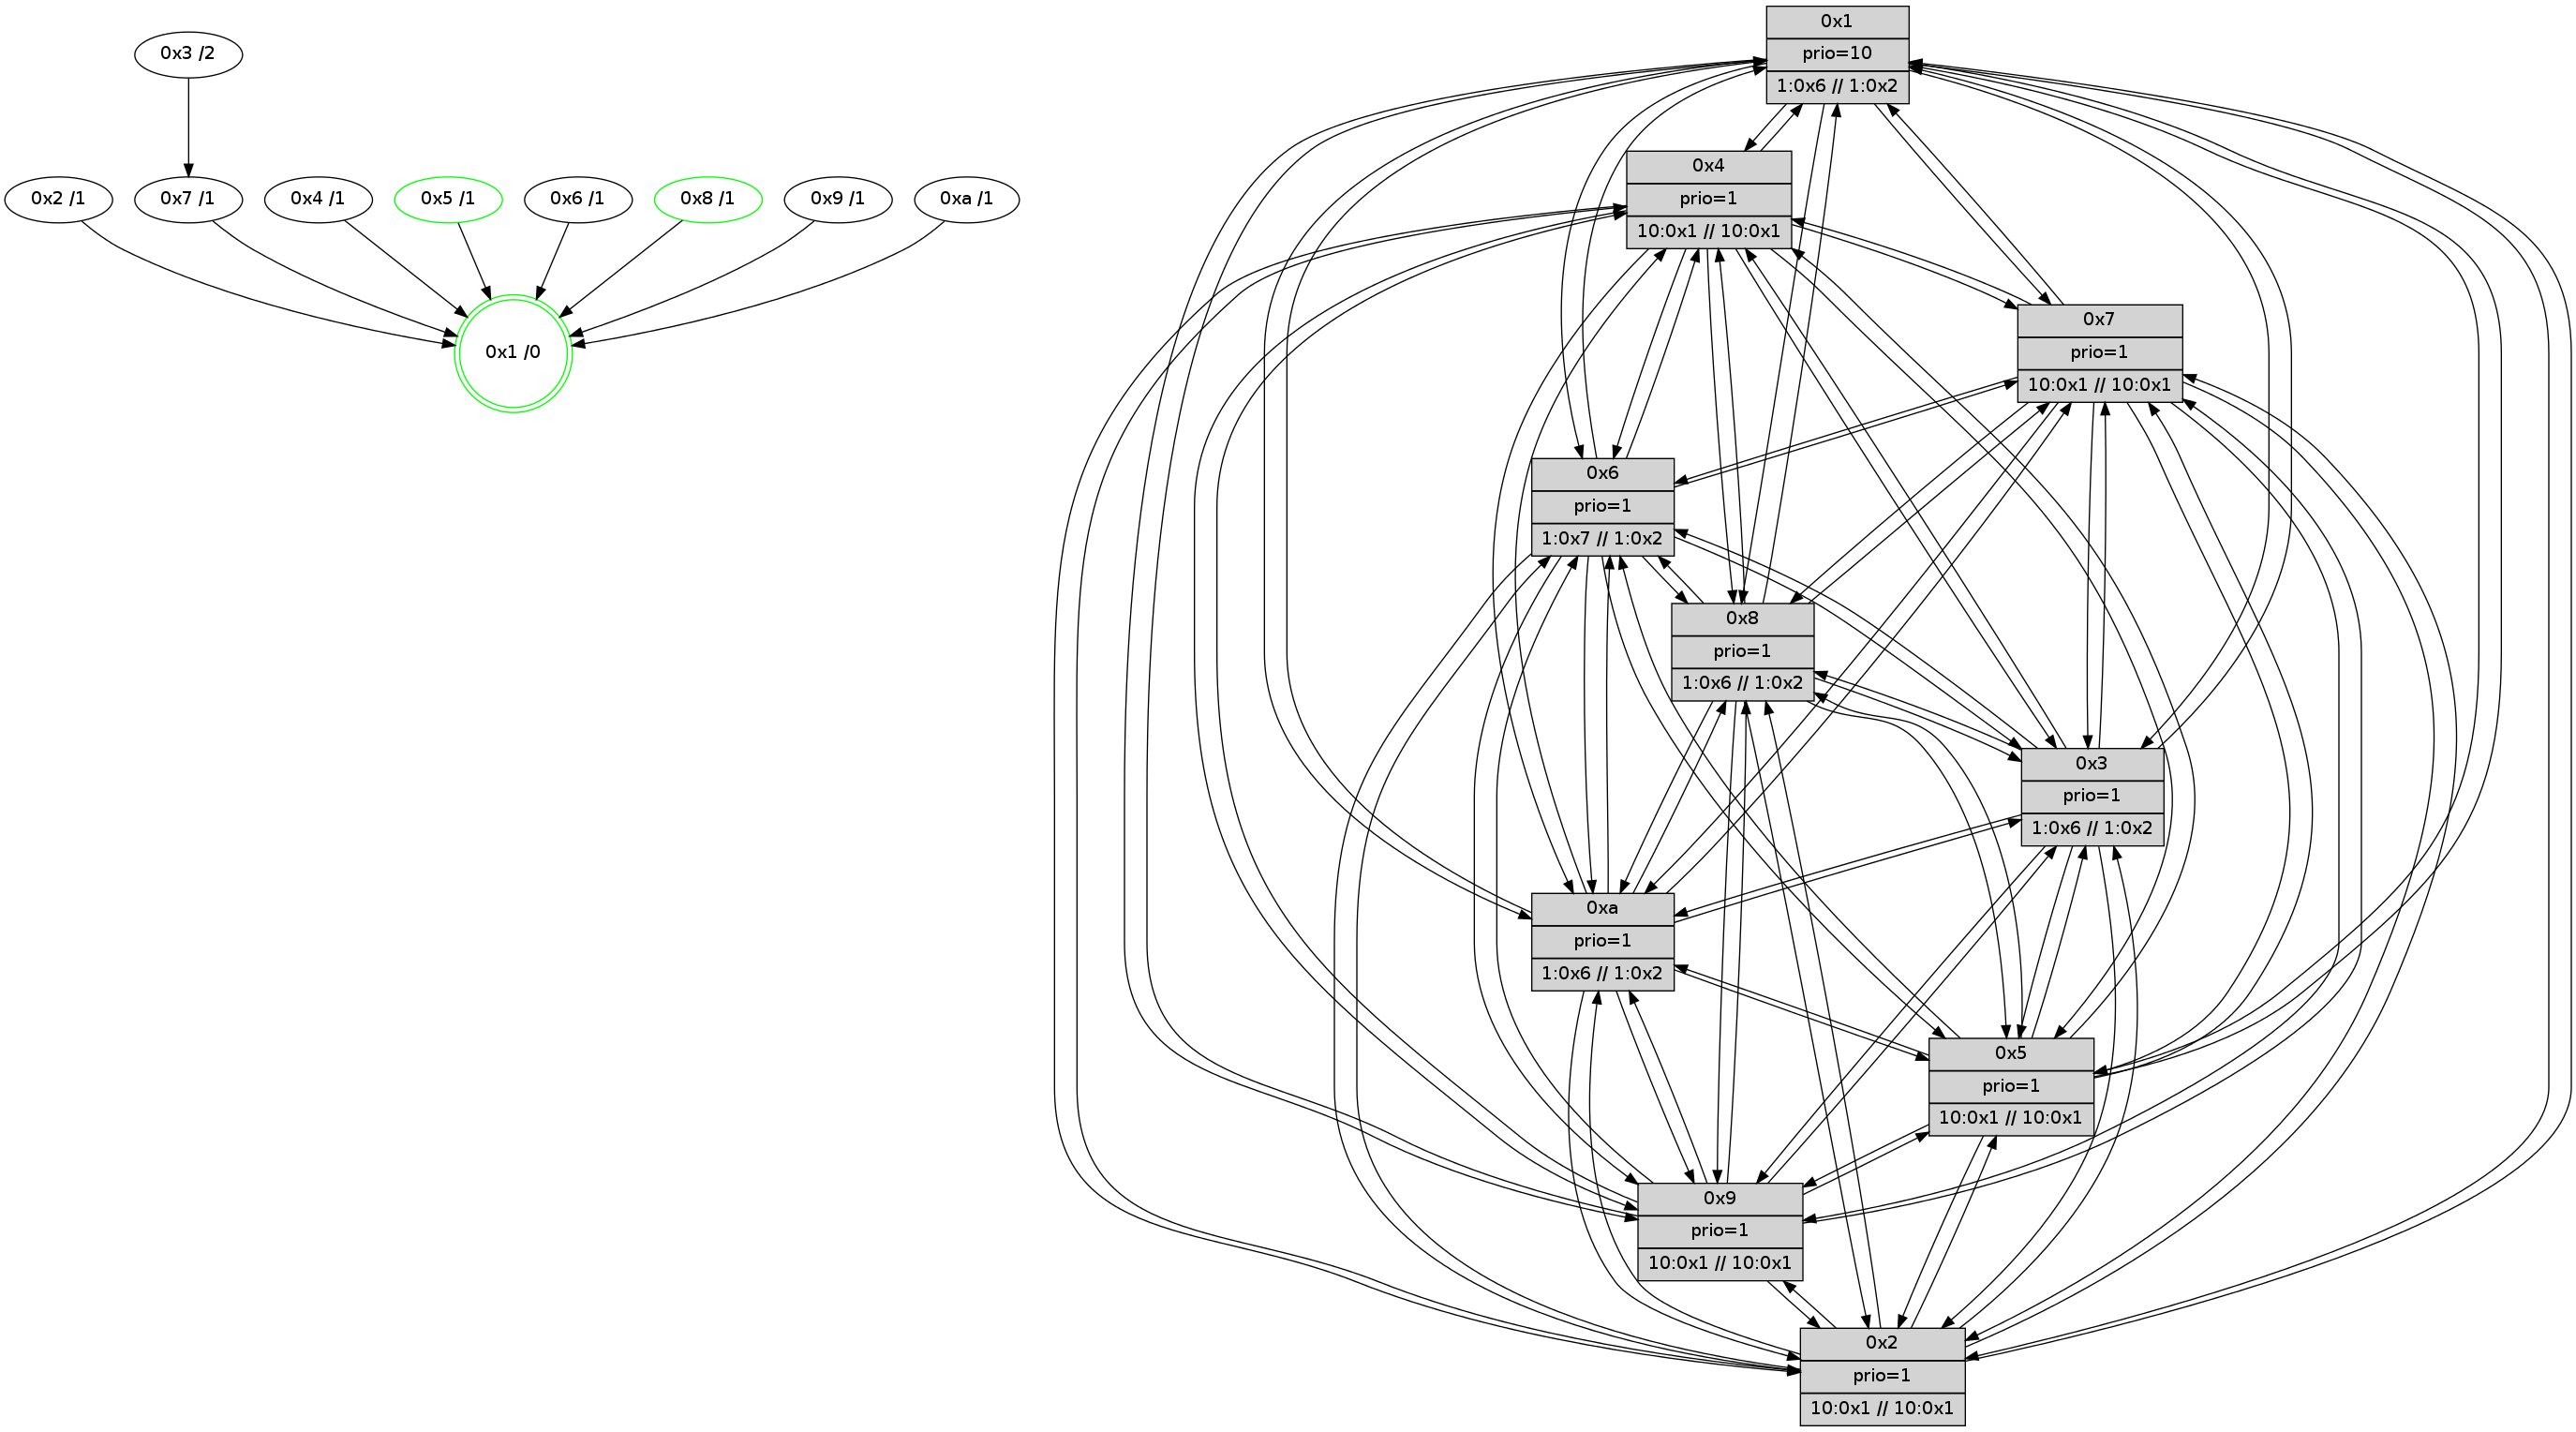 0x3 /2
0x2 /1
0x7 /1
0x4 /1
0x5 /1
0x6 /1
0x8 /1
0x9 /1
0xa /1
0x1 /0
0x1
prio=10
1:0x6 // 1:0x2
0x4
prio=1
10:0x1 // 10:0x1
0x7
prio=1
10:0x1 // 10:0x1
0x6
prio=1
1:0x7 // 1:0x2
0x8
prio=1
1:0x6 // 1:0x2
0x3
prio=1
1:0x6 // 1:0x2
0xa
prio=1
1:0x6 // 1:0x2
0x5
prio=1
10:0x1 // 10:0x1
0x9
prio=1
10:0x1 // 10:0x1
0x2
prio=1
10:0x1 // 10:0x1